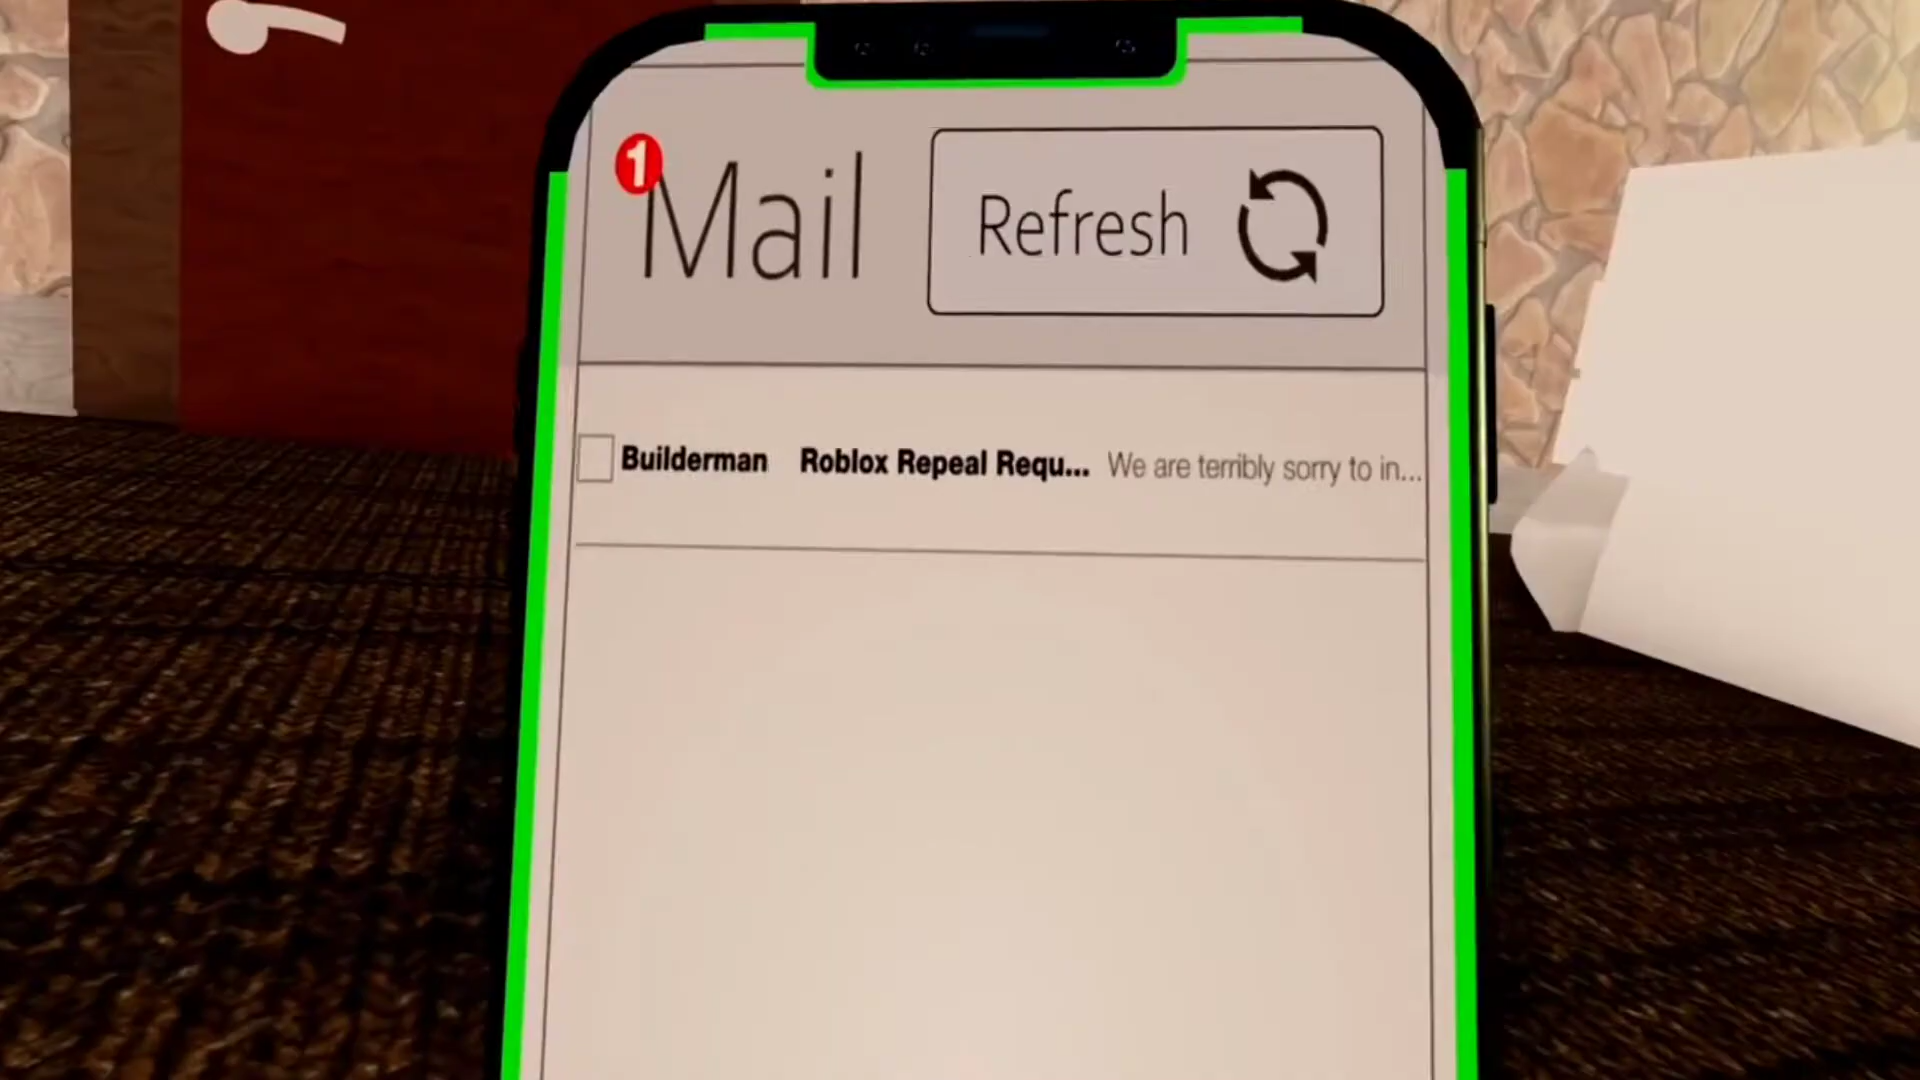 1
Mail
Refresh
Builderman Roblox Repeal Requ... We are terribly sorry to in...